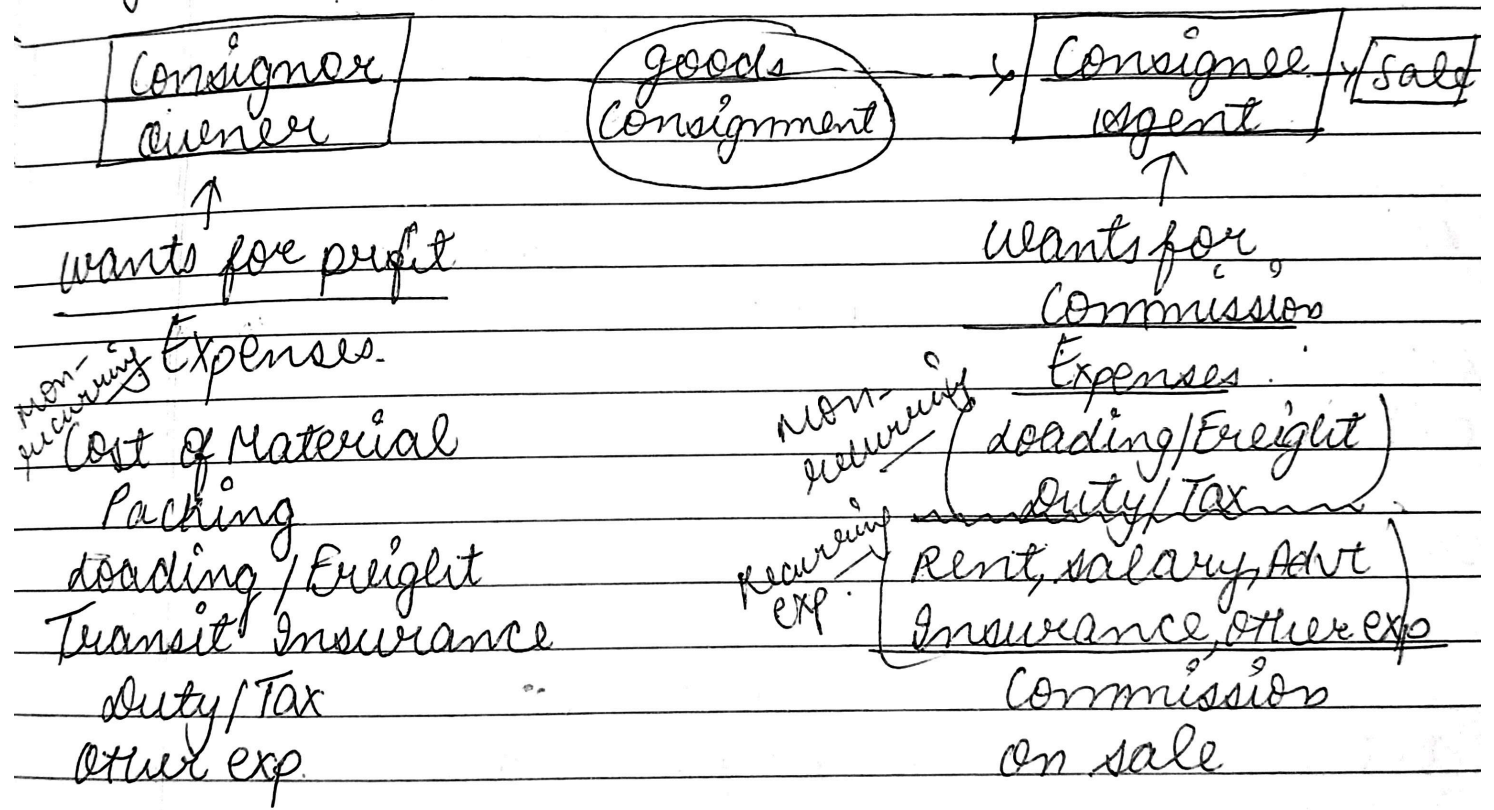 Consignor goods Consignee Sale
owner Consignment agent
wants for profit wants for
Commission
Non-recurring Expenses. Expenses.
Cost of Material Non-recurring Loading/Freight
Packing Duty/Tax
Loading/Freight Recurring exp. Rent, salary, Advt
Transit Insurance Insurance, other exp
Duty/Tax Commission
Other exp. on sale